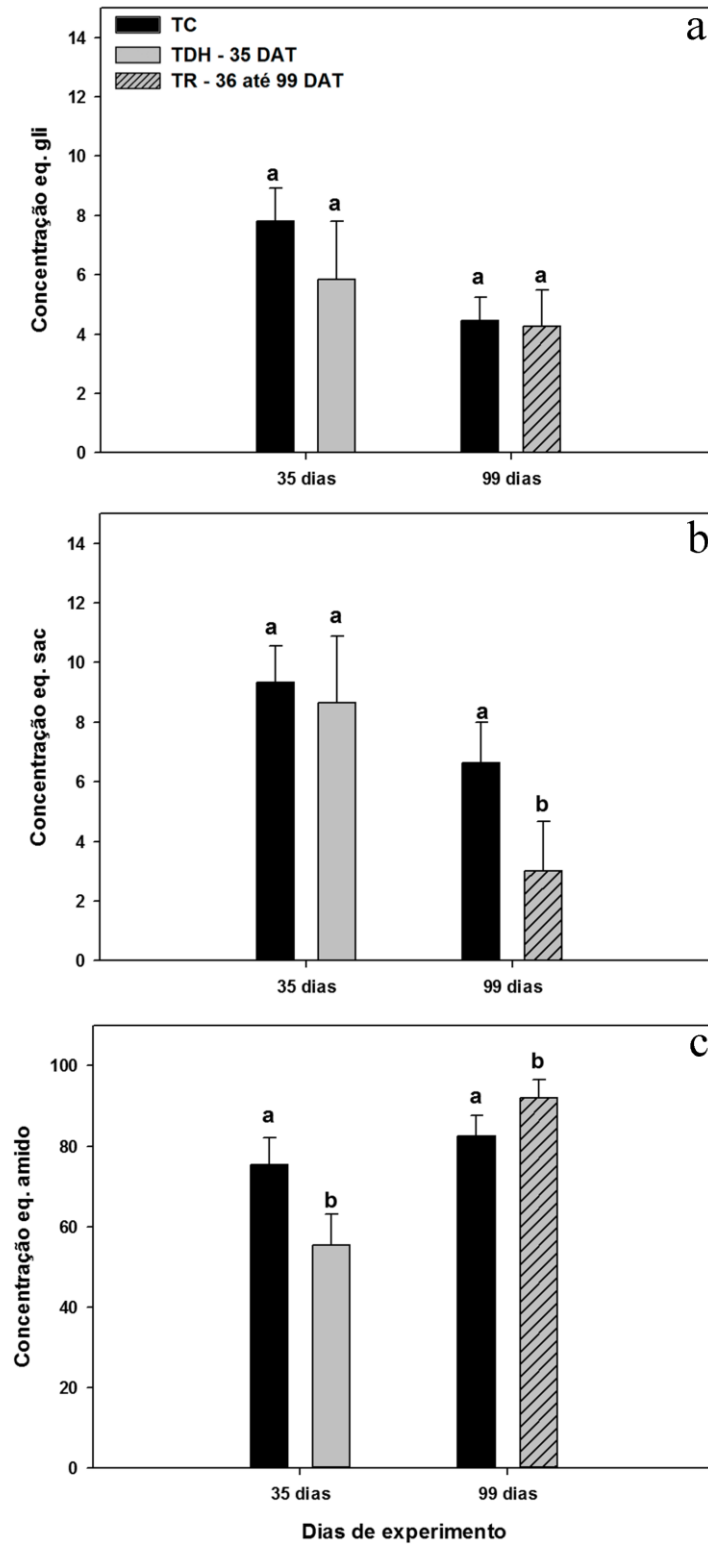 a
TC
TDH - 35 DAT
TR - 36 até 99 DAT
Concentração eq. gli
14
12
10
8
6
4
2
0
a
a
a
a
35 dias
99 dias
b
Concentração eq. sac
14
12
10
8
6
4
2
0
a
a
a
b
35 dias
99 dias
c
Concentração eq. amido
100
80
60
40
20
0
a
b
a
b
35 dias
99 dias
Dias de experimento